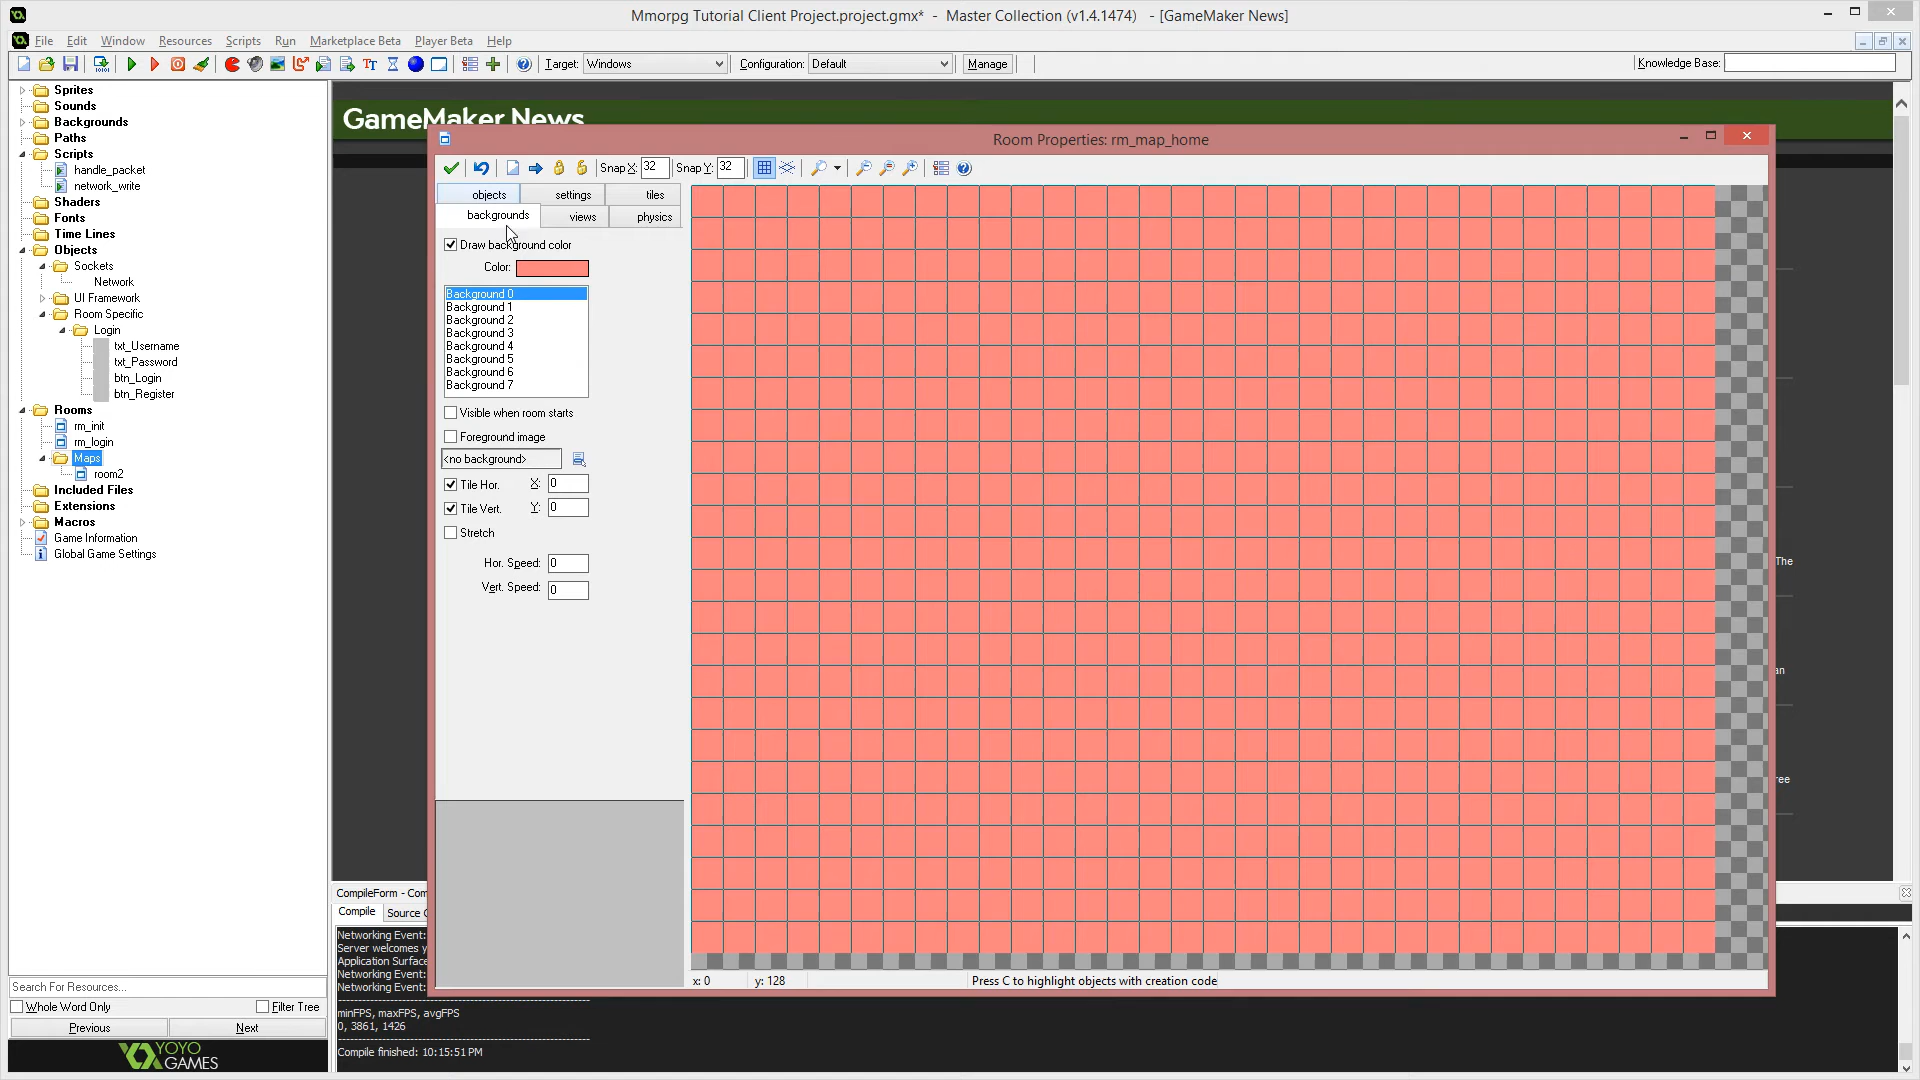 Mmorpg Tutorial Client Project.project.gmx* - Master Collection (v1.4.1474) - [GameMaker News]
File Edit Window Resources Scripts Run Marketplace Beta Player Beta Help
Target: Windows Configuration: Default Manage Knowledge Base:
Sprites
Sounds
Backgrounds
Paths
Scripts
handle_packet
network_write
Shaders
Fonts
Time Lines
Objects
Sockets
Network
UI Framework
Room Specific
Login
txt_Username
txt_Password
btn_Login
btn_Register
Rooms
rm_init
rm_login
Maps
room2
Included Files
Extensions
Macros
Game Information
Global Game Settings
Search For Resources...
Whole Word Only Filter Tree
Previous Next
YOYO
GAMES
GameMaker News
Room Properties: rm_map_home
Snap X: 32 Snap Y: 32
objects settings tiles
backgrounds views physics
Draw background color
Color:
Background 0
Background 1
Background 2
Background 3
Background 4
Background 5
Background 6
Background 7
Visible when room starts
Foreground image
<no background>
Tile Hor. X: 0
Tile Vert. Y: 0
Stretch
Hor. Speed: 0
Vert. Speed: 0
x: 0 y: 128 Press C to highlight objects with creation code
The
an
ree
CompileForm - Com
Compile Source C
Networking Event:
Server welcomes y
Application Surface
Networking Event:
Networking Event:
minFPS, maxFPS, avgFPS
0, 3861, 1426
Compile finished: 10:15:51 PM